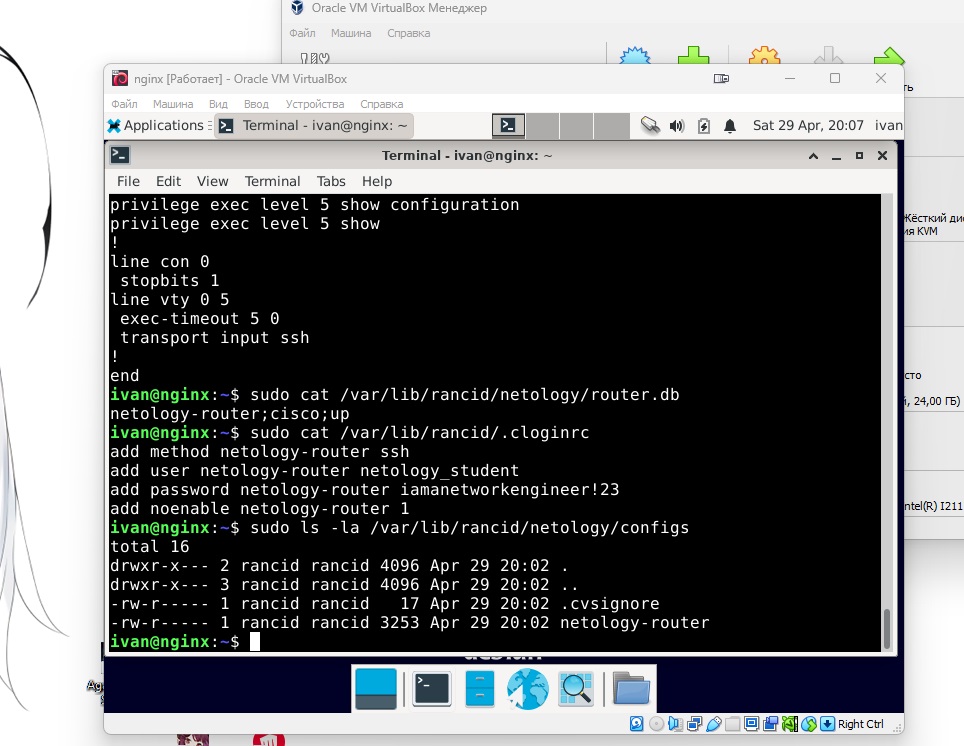 Oracle VM VirtualBox Менеджер
Файл Машина Справка
nginx [Работает] - Oracle VM VirtualBox
Файл Машина Вид Ввод Устройства Справка
Applications Terminal - ivan@nginx: ~ Sat 29 Apr, 20:07 ivan
Terminal - ivan@nginx: ~
File Edit View Terminal Tabs Help
privilege exec level 5 show configuration
privilege exec level 5 show
!
line con 0
 stopbits 1
line vty 0 5
 exec-timeout 5 0
 transport input ssh
!
end
ivan@nginx:~$ sudo cat /var/lib/rancid/netology/router.db
netology-router;cisco;up
ivan@nginx:~$ sudo cat /var/lib/rancid/.cloginrc
add method netology-router ssh
add user netology-router netology_student
add password netology-router iamanetworkengineer!23
add noenable netology-router 1
ivan@nginx:~$ sudo ls -la /var/lib/rancid/netology/configs
total 16
drwxr-x--- 2 rancid rancid 4096 Apr 29 20:02 .
drwxr-x--- 3 rancid rancid 4096 Apr 29 20:02 ..
-rw-r----- 1 rancid rancid   17 Apr 29 20:02 .cvsignore
-rw-r----- 1 rancid rancid 3253 Apr 29 20:02 netology-router
ivan@nginx:~$
Right Ctrl
ть
Жёсткий ди
ия KVM
сто
й, 24,00 ГБ)
ntel(R) I211